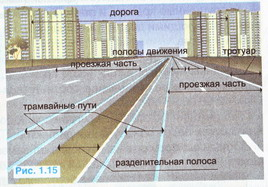 дорога
полосы движения
тротуар
проезжая часть
проезжая часть
трамвайные пути
Рис. 1.15
разделительная полоса